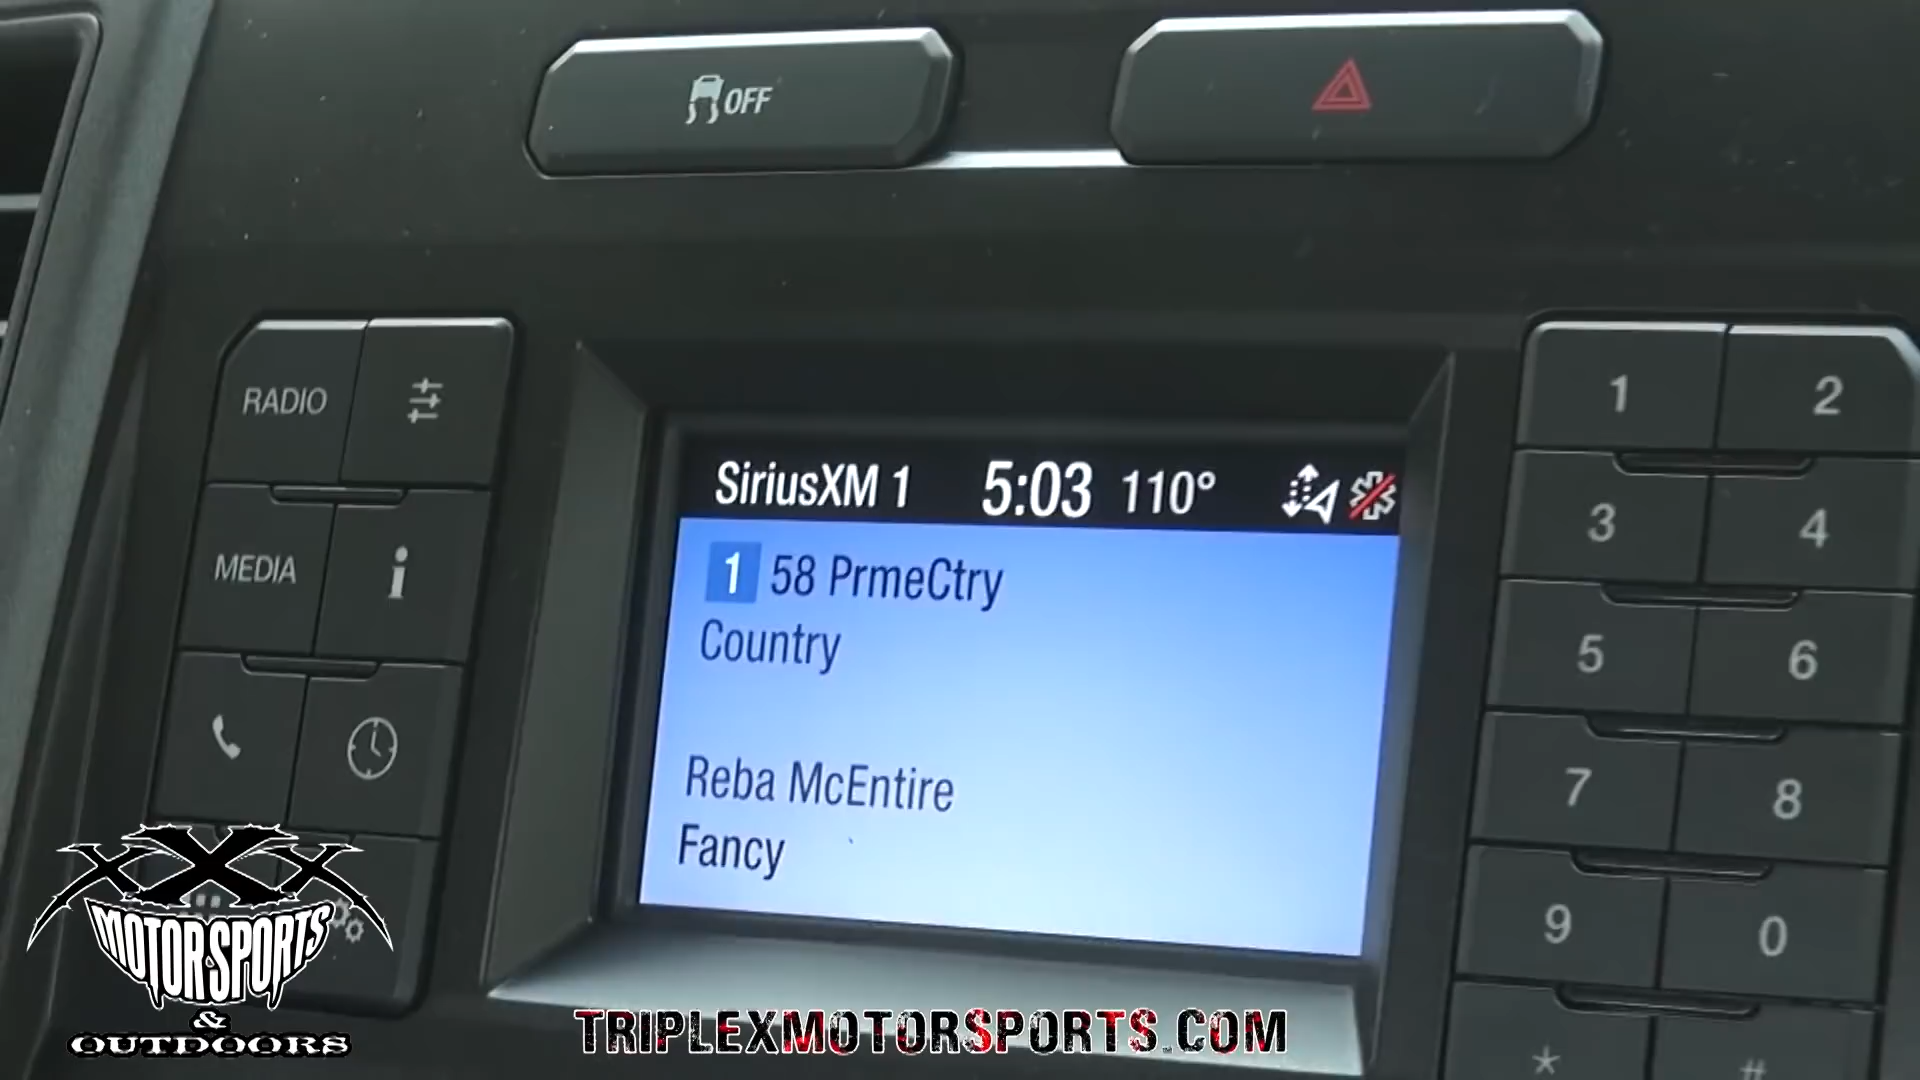 OFF
RADIO
MEDIA
SiriusXM 1 5:03 110°
1 58 PrmeCtry
Country
Reba McEntire
Fancy
1 2
3 4
5 6
7 8
9 0
* #
XXX
MOTORSPORTS
&
OUTDOORS
TRIPLEXMOTORSPORTS.COM